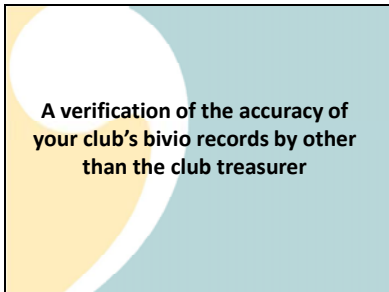 A verification of the accuracy of
your club's bivio records by other
than the club treasurer